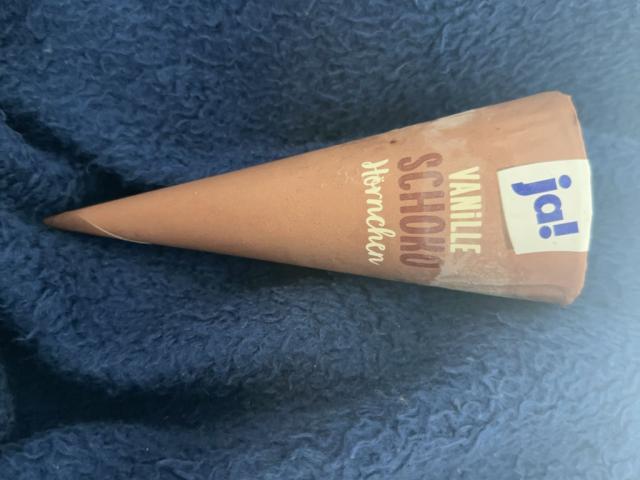 ja!
VANiLLE
SCHOKO
Hörnchen